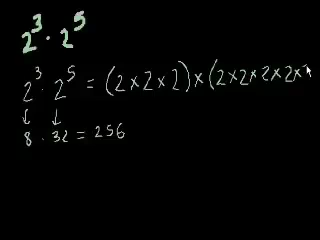 2³ · 2⁵
2³ · 2⁵ = (2×2×2)×(2×2×2×2×
↓ ↓
8 · 32 = 256